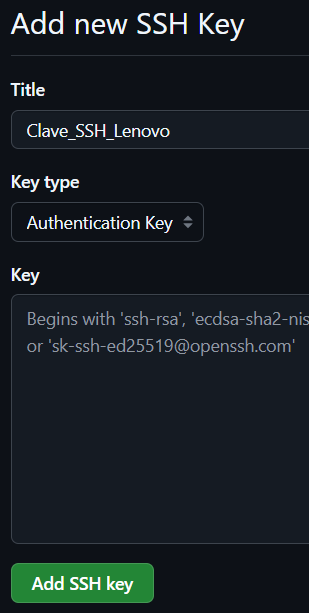 Add new SSH Key
Title
Clave_SSH_Lenovo
Key type
Authentication Key
Key
Begins with 'ssh-rsa', 'ecdsa-sha2-nis
or 'sk-ssh-ed25519@openssh.com'
Add SSH key